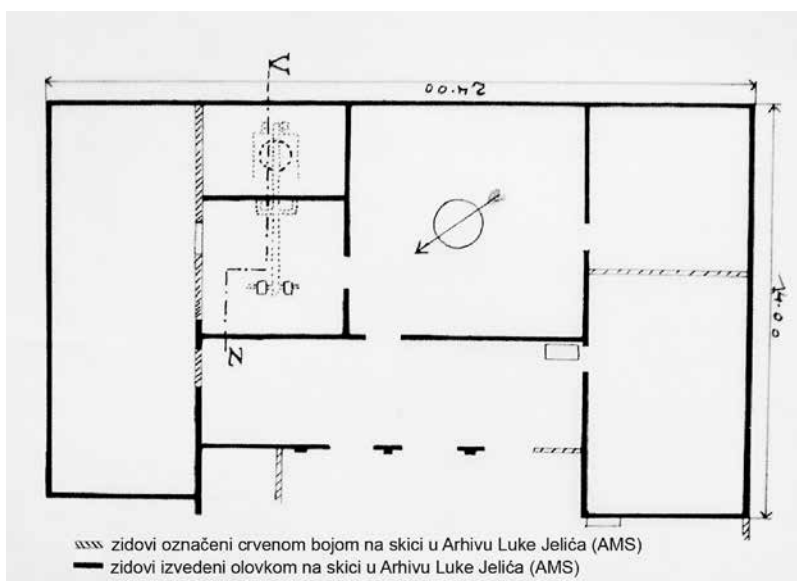 A
24.00
14.00
Z
zidovi označeni crvenom bojom na skici u Arhivu Luke Jelića (AMS)
zidovi izvedeni olovkom na skici u Arhivu Luke Jelića (AMS)